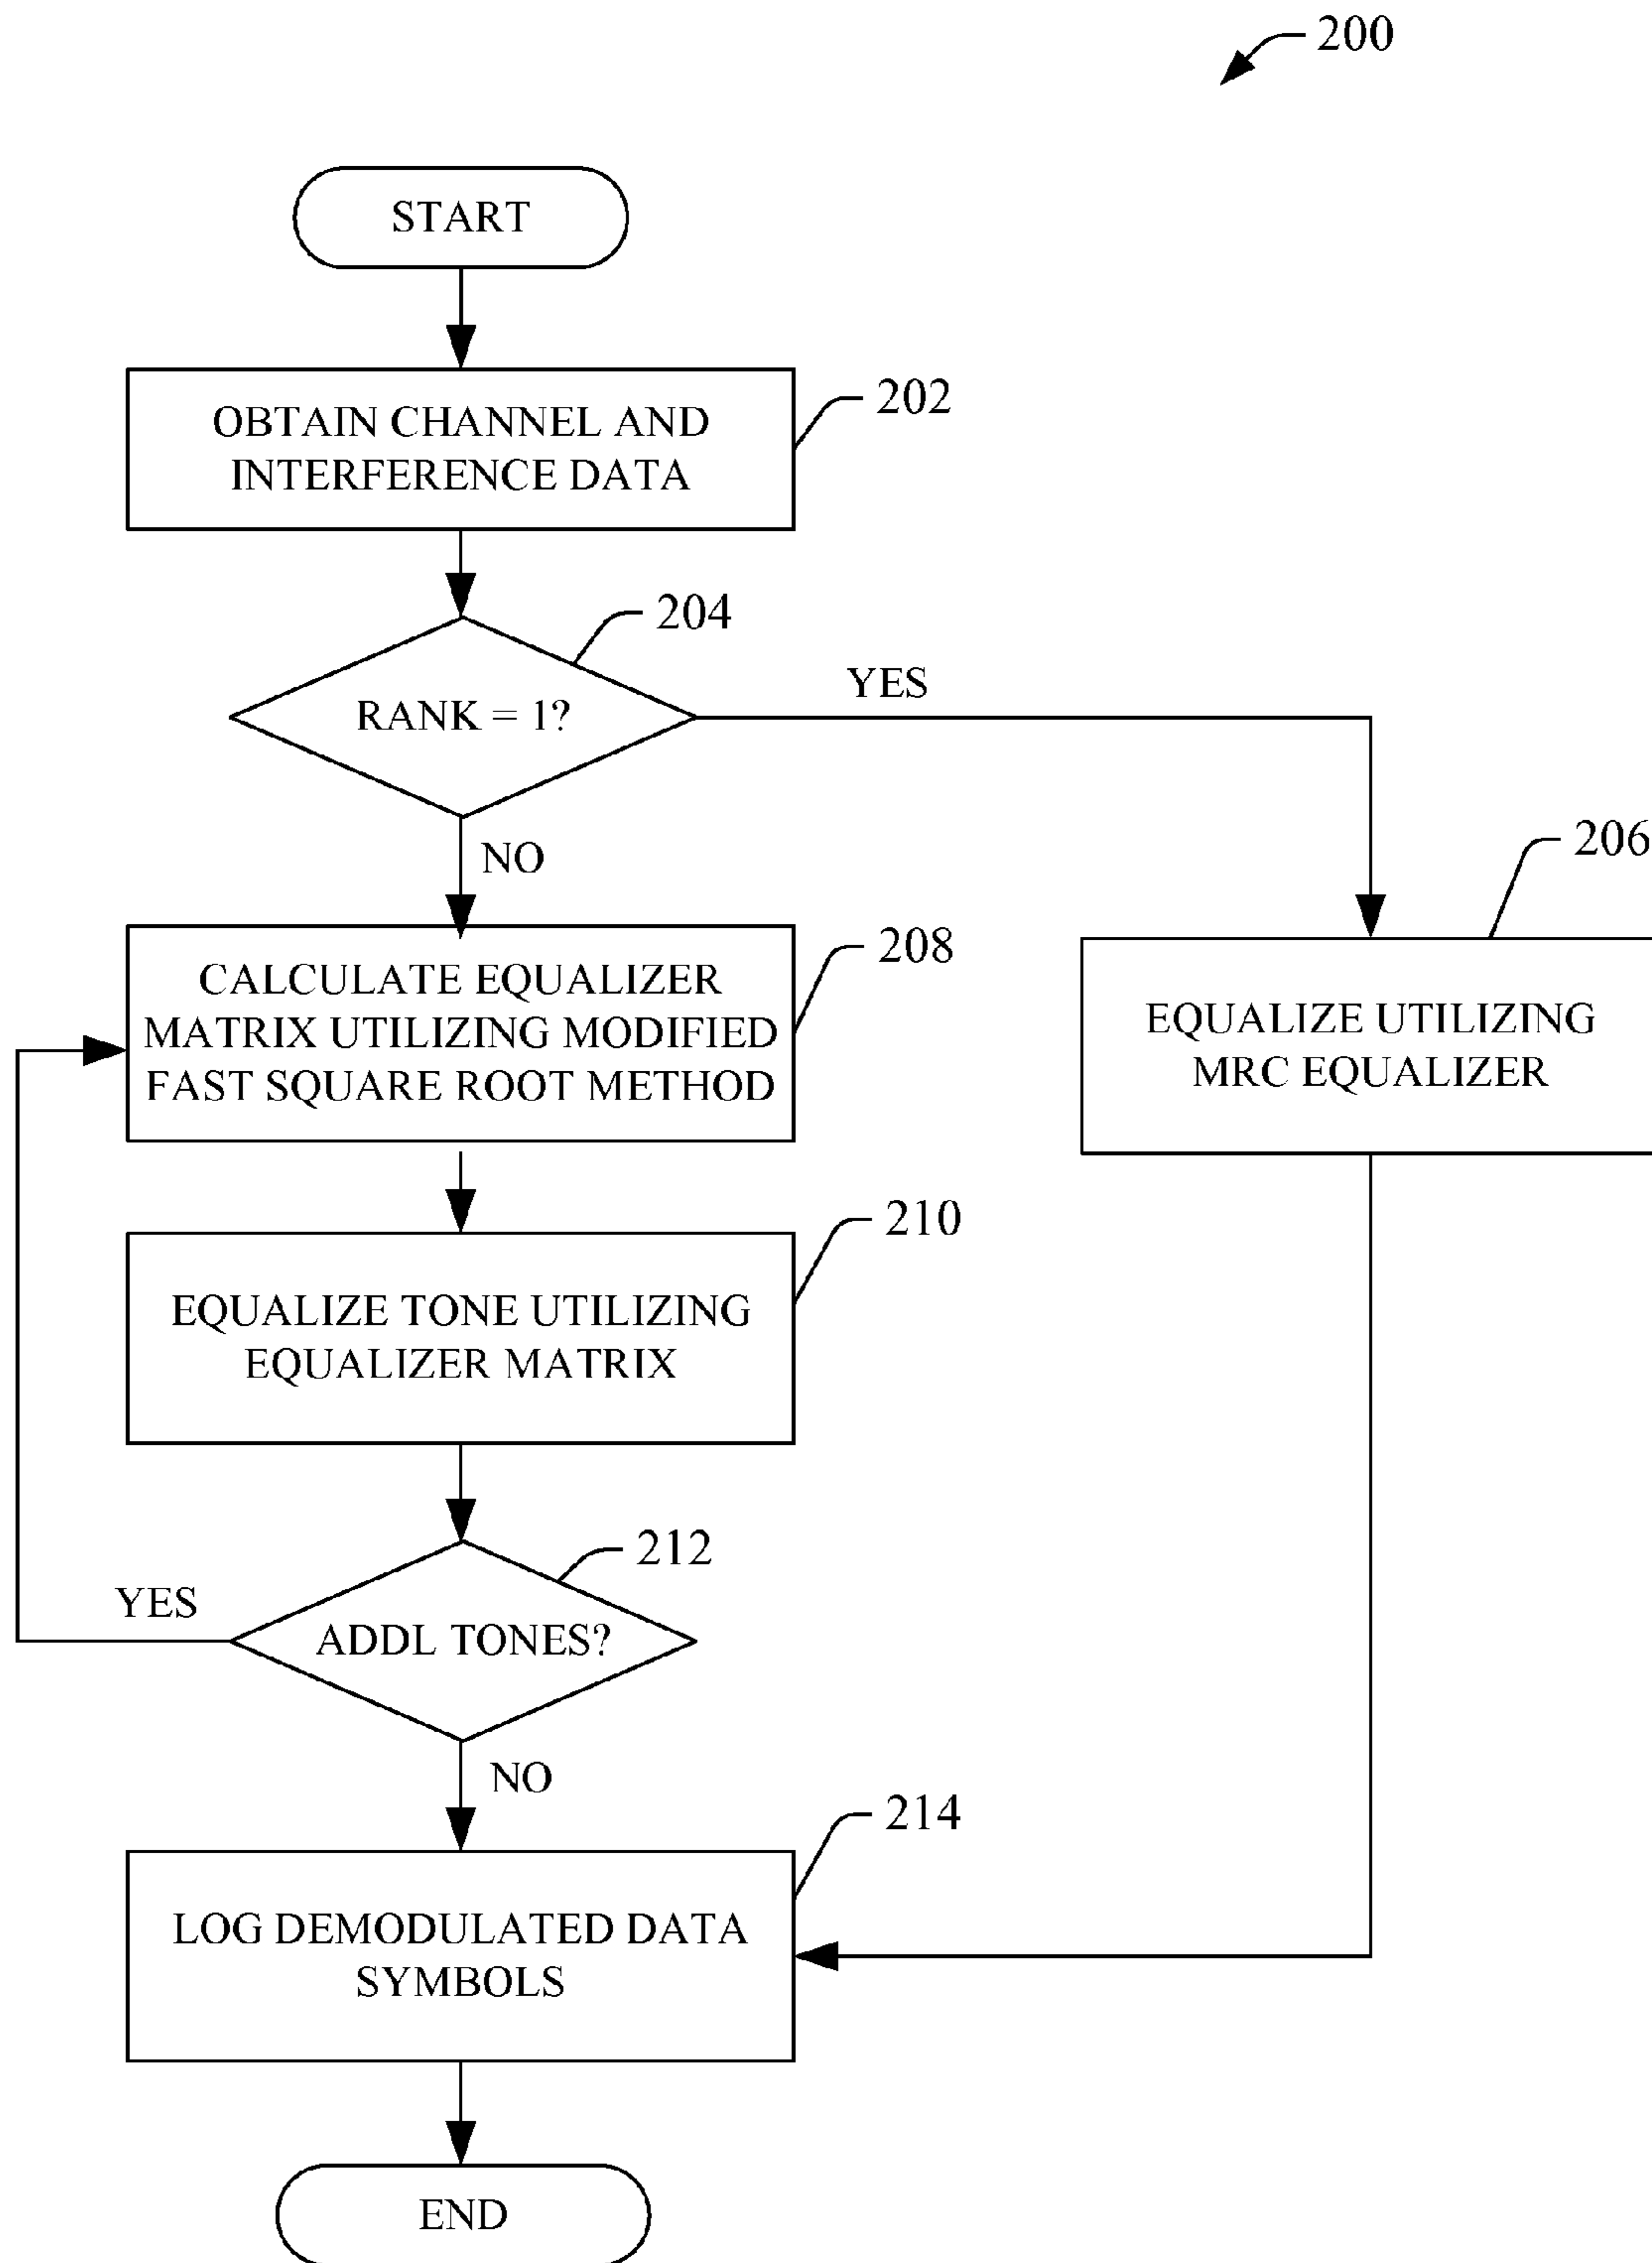 200
START
202
OBTAIN CHANNEL AND
INTERFERENCE DATA
204
RANK = 1?
YES
NO
206
EQUALIZE UTILIZING
MRC EQUALIZER
208
CALCULATE EQUALIZER
MATRIX UTILIZING MODIFIED
FAST SQUARE ROOT METHOD
210
EQUALIZE TONE UTILIZING
EQUALIZER MATRIX
212
YES
ADDL TONES?
NO
214
LOG DEMODULATED DATA
SYMBOLS
END